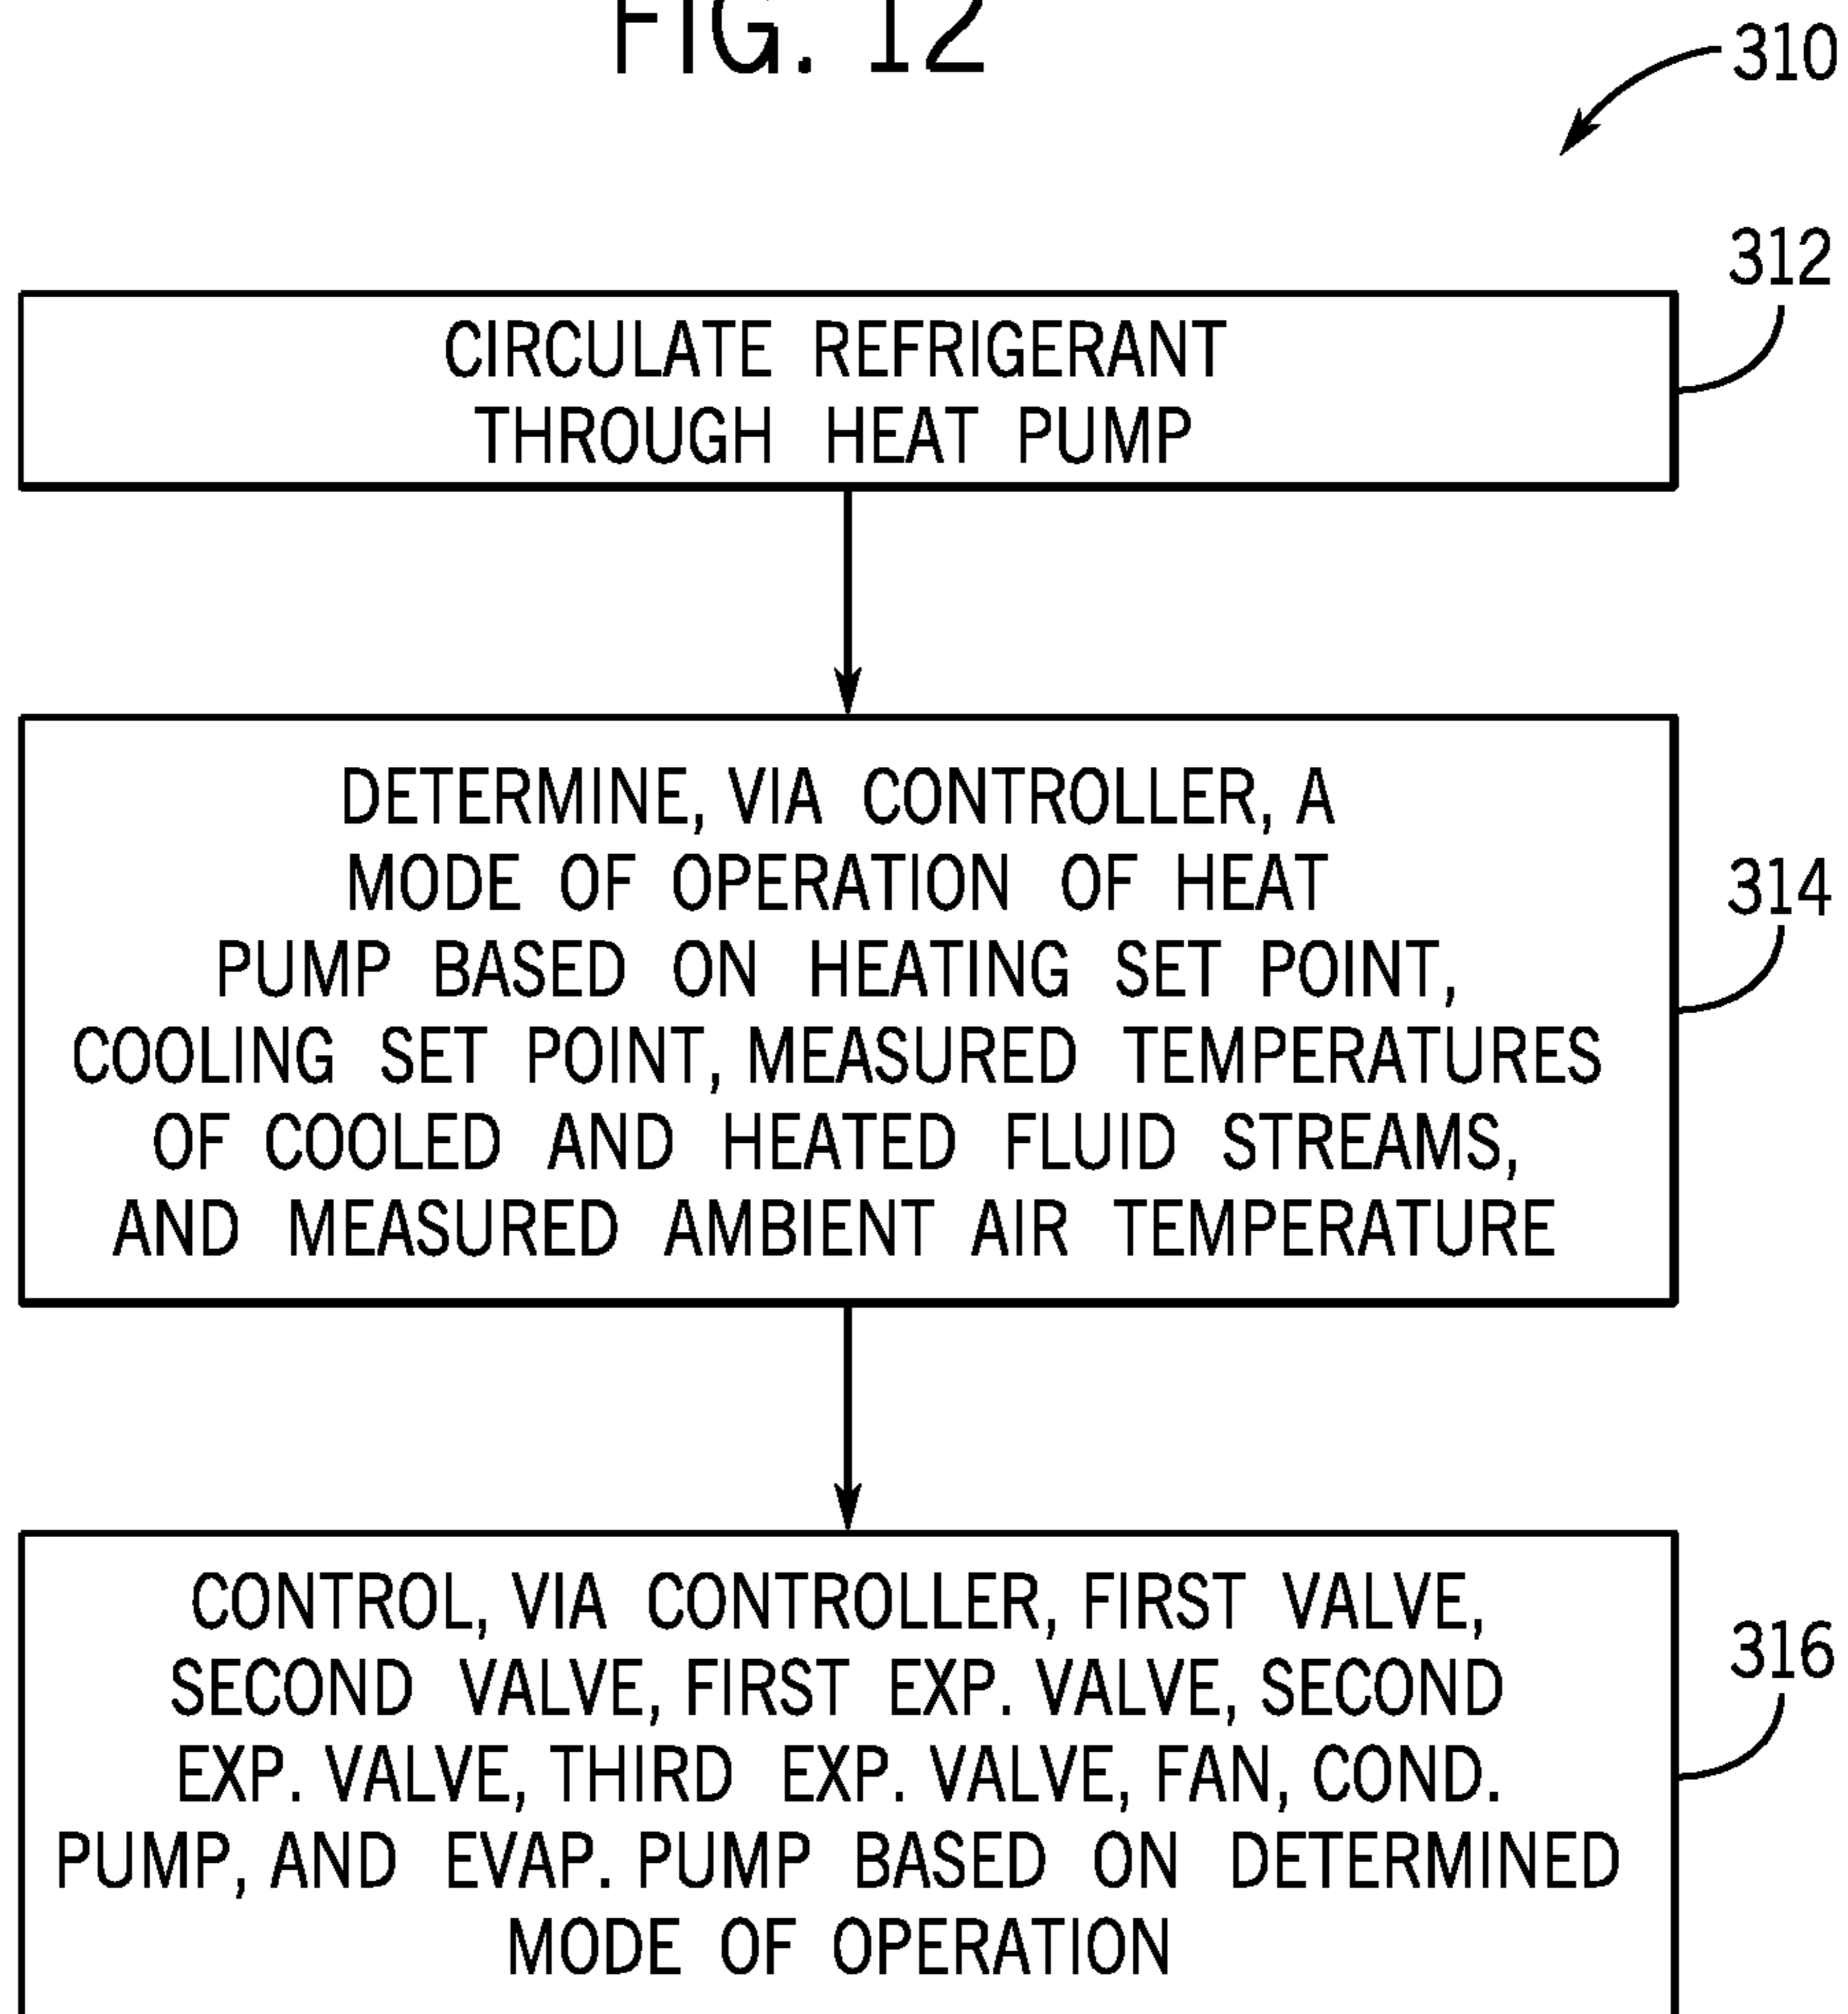 FIG. 12
310
312
CIRCULATE REFRIGERANT
THROUGH HEAT PUMP
DETERMINE, VIA CONTROLLER, A
MODE OF OPERATION OF HEAT
PUMP BASED ON HEATING SET POINT,
COOLING SET POINT, MEASURED TEMPERATURES
OF COOLED AND HEATED FLUID STREAMS,
AND MEASURED AMBIENT AIR TEMPERATURE
314
CONTROL, VIA CONTROLLER, FIRST VALVE,
SECOND VALVE, FIRST EXP. VALVE, SECOND
EXP. VALVE, THIRD EXP. VALVE, FAN, COND.
PUMP, AND EVAP. PUMP BASED ON DETERMINED
MODE OF OPERATION
316